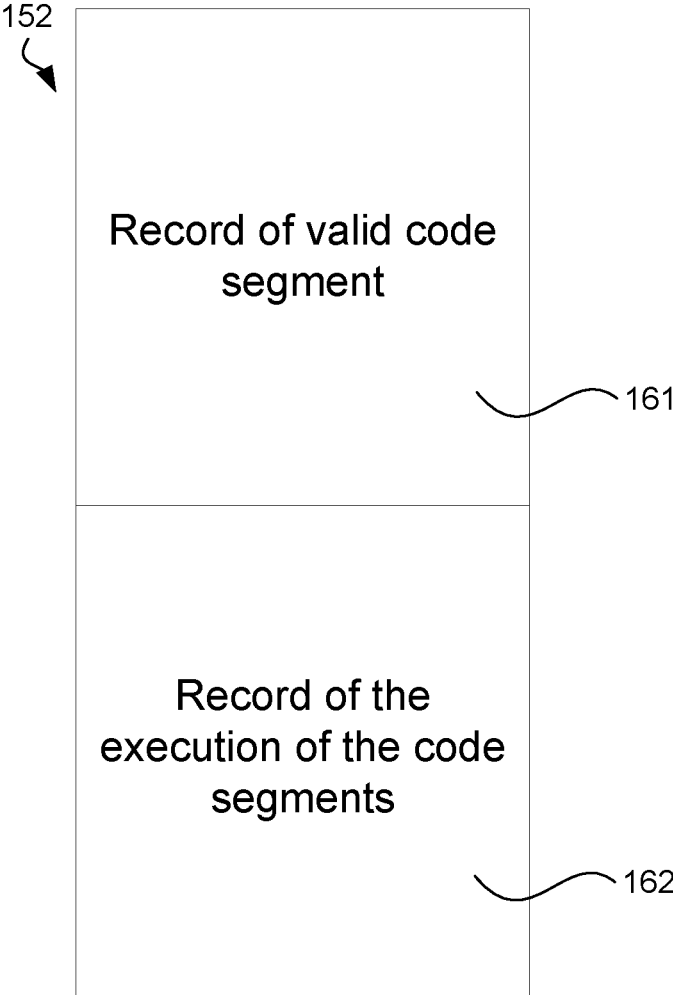 152
Record of valid code
segment
161
Record of the
execution of the code
segments
162